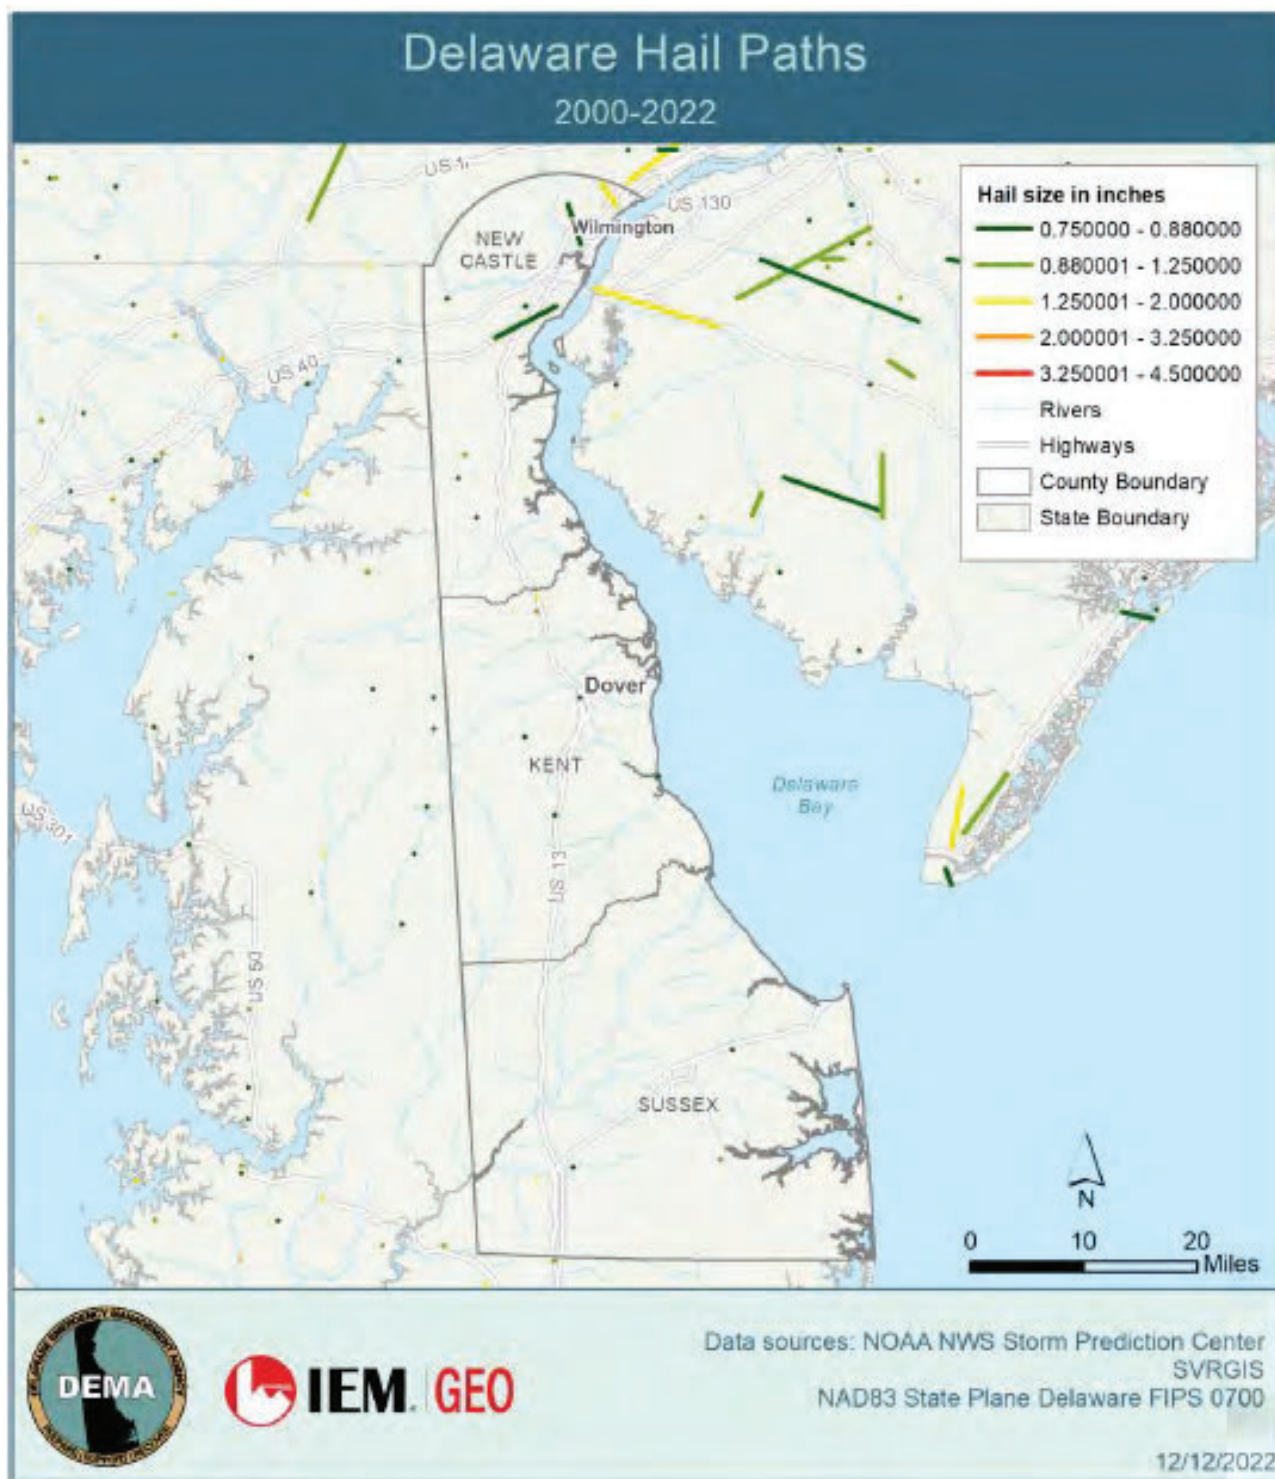 Delaware Hail Paths
2000-2022
US 130
Wilmington
NEW
CASTLE
US 40
Dover
KENT
Delaware
Bay
US 301
US 13
US 50
SUSSEX
Hail size in inches
0.750000 - 0.880000
0.880001 - 1.250000
1.250001 - 2.000000
2.000001 - 3.250000
3.250001 - 4.500000
Rivers
Highways
County Boundary
State Boundary
N
0 10 20
Miles
DELAWARE EMERGENCY MANAGEMENT AGENCY
DEMA
IEM GEO
Data sources: NOAA NWS Storm Prediction Center
SVRGIS
NAD83 State Plane Delaware FIPS 0700
12/12/2022